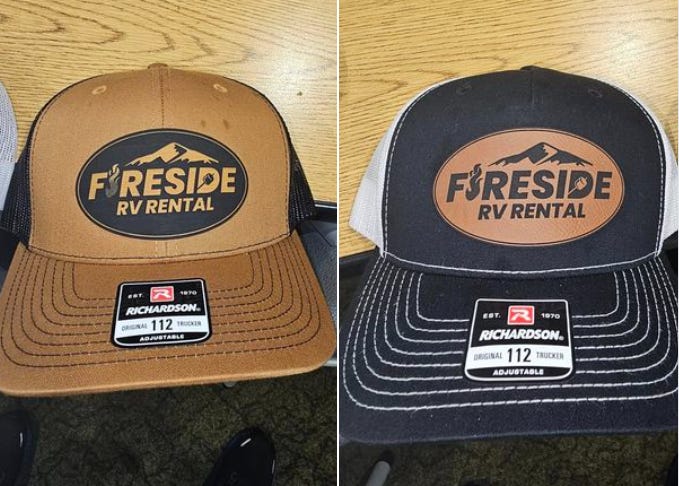 FIRESIDE
RV RENTAL
EST. R 1970
RICHARDSON®
ORIGINAL 112 TRUCKER
ADJUSTABLE
FIRESIDE
RV RENTAL
EST. R 1970
RICHARDSON®
ORIGINAL 112 TRUCKER
ADJUSTABLE